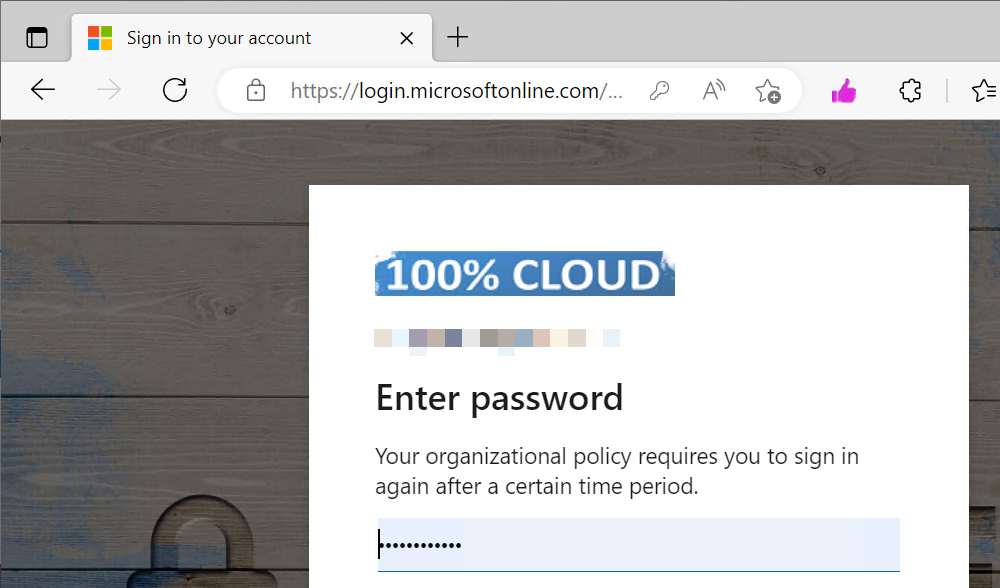 Sign in to your account
https://login.microsoftonline.com/...
100% CLOUD
Enter password
Your organizational policy requires you to sign in
again after a certain time period.
••••••••••••